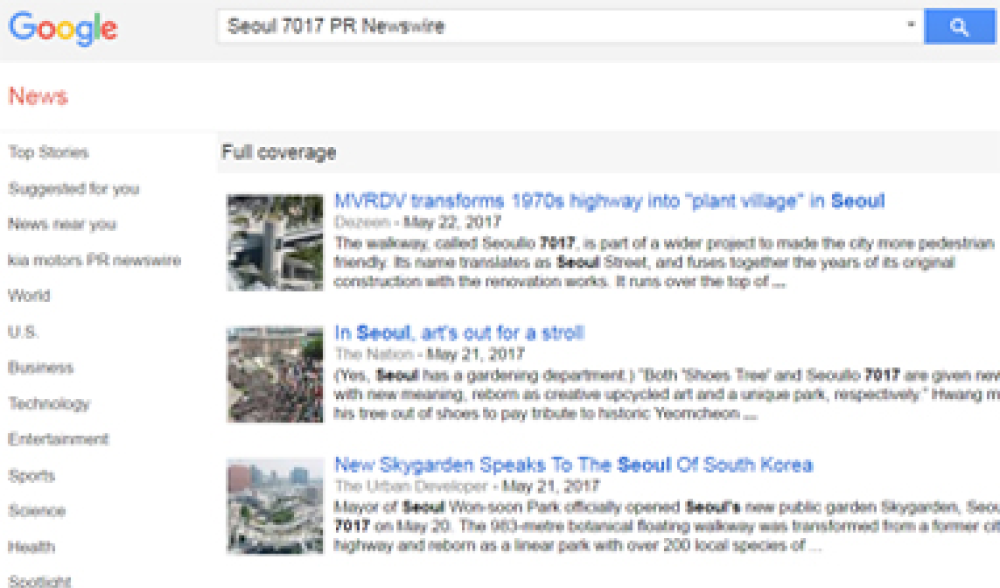 Google
Seoul 7017 PR Newswire
News
Top Stories
Suggested for you
News near you
kia motors PR newswire
World
U.S.
Business
Technology
Entertainment
Sports
Science
Health
Spotlight
Full coverage
MVRDV transforms 1970s highway into "plant village" in Seoul
Dezeen - May 22, 2017
The walkway, called Seoullo 7017, is part of a wider project to made the city more pedestrian
friendly. Its name translates as Seoul Street, and fuses together the years of its original
construction with the renovation works. It runs over the top of ...
In Seoul, art's out for a stroll
The Nation - May 21, 2017
(Yes, Seoul has a gardening department.) "Both 'Shoes Tree' and Seoullo 7017 are given new
with new meaning, reborn as creative upcycled art and a unique park, respectively." Hwang m
his tree out of shoes to pay tribute to historic Yeomcheon ...
New Skygarden Speaks To The Seoul Of South Korea
The Urban Developer - May 21, 2017
Mayor of Seoul Won-soon Park officially opened Seoul's new public garden Skygarden, Seou
7017 on May 20. The 983-metre botanical floating walkway was transformed from a former cit
highway and reborn as a linear park with over 200 local species of ...